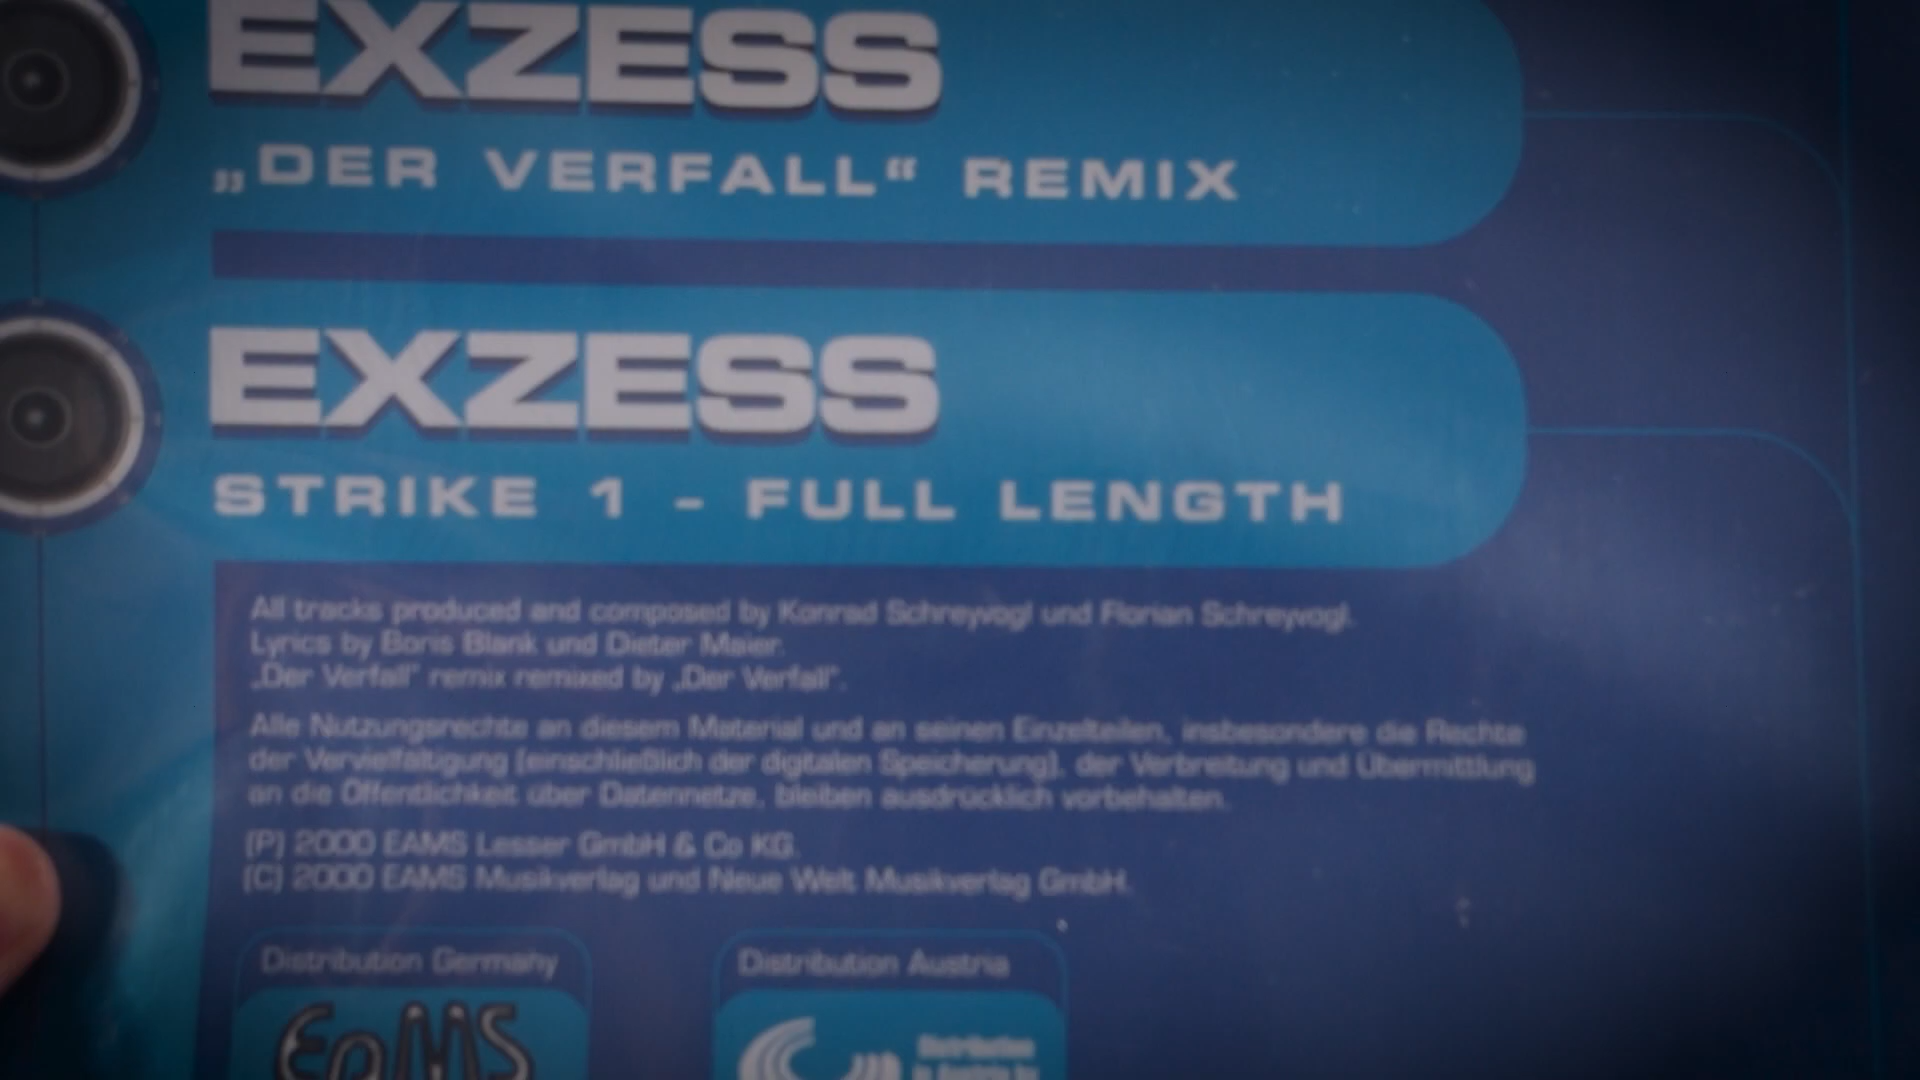 EXZESS
„DER VERFALL“ REMIX
EXZESS
STRIKE 1 - FULL LENGTH
All tracks produced and composed by Konrad Schreyvogl und Florian Schreyvogl.
Lyrics by Boris Blank und Dieter Maier.
„Der Verfall“ remix remixed by „Der Verfall“.
Alle Nutzungsrechte an diesem Material und an seinen Einzelteilen, insbesondere die Rechte
der Vervielfältigung (einschließlich der digitalen Speicherung), der Verbreitung und Übermittlung
an die Öffentlichkeit über Datennetze, bleiben ausdrücklich vorbehalten.
(P) 2000 EAMS Lesser GmbH & Co KG.
(C) 2000 EAMS Musikverlag und Neue Welt Musikverlag GmbH.
Distribution Germany
Distribution Austria
EAMS
Distribution
in Austria by